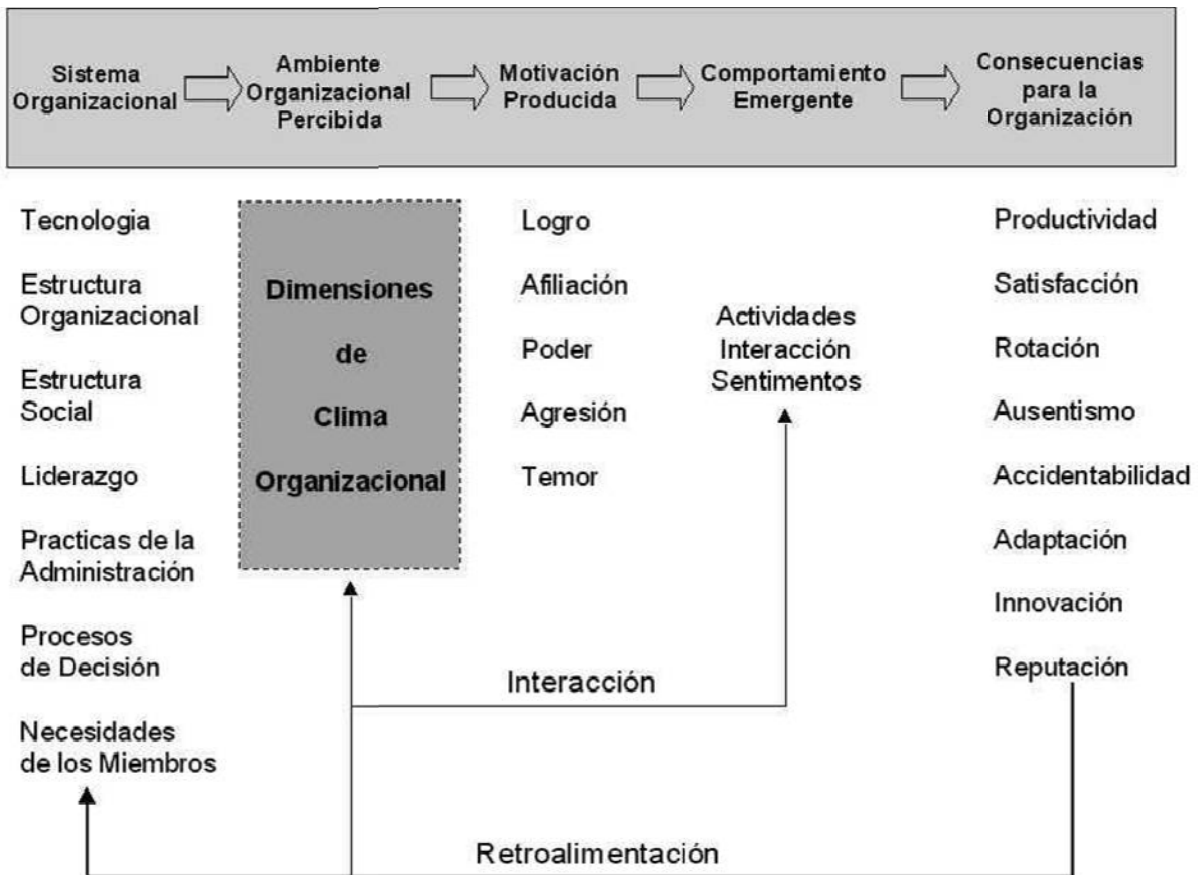 Sistema
Organizacional
Ambiente
Organizacional
Percibida
Motivación
Producida
Comportamiento
Emergente
Consecuencias
para la
Organización
Tecnologia
Estructura
Organizacional
Estructura
Social
Liderazgo
Practicas de la
Administración
Procesos
de Decisión
Necesidades
de los Miembros
Dimensiones
de
Clima
Organizacional
Logro
Afiliación
Poder
Agresión
Temor
Actividades
Interacción
Sentimentos
Productividad
Satisfacción
Rotación
Ausentismo
Accidentabilidad
Adaptación
Innovación
Reputación
Interacción
Retroalimentación